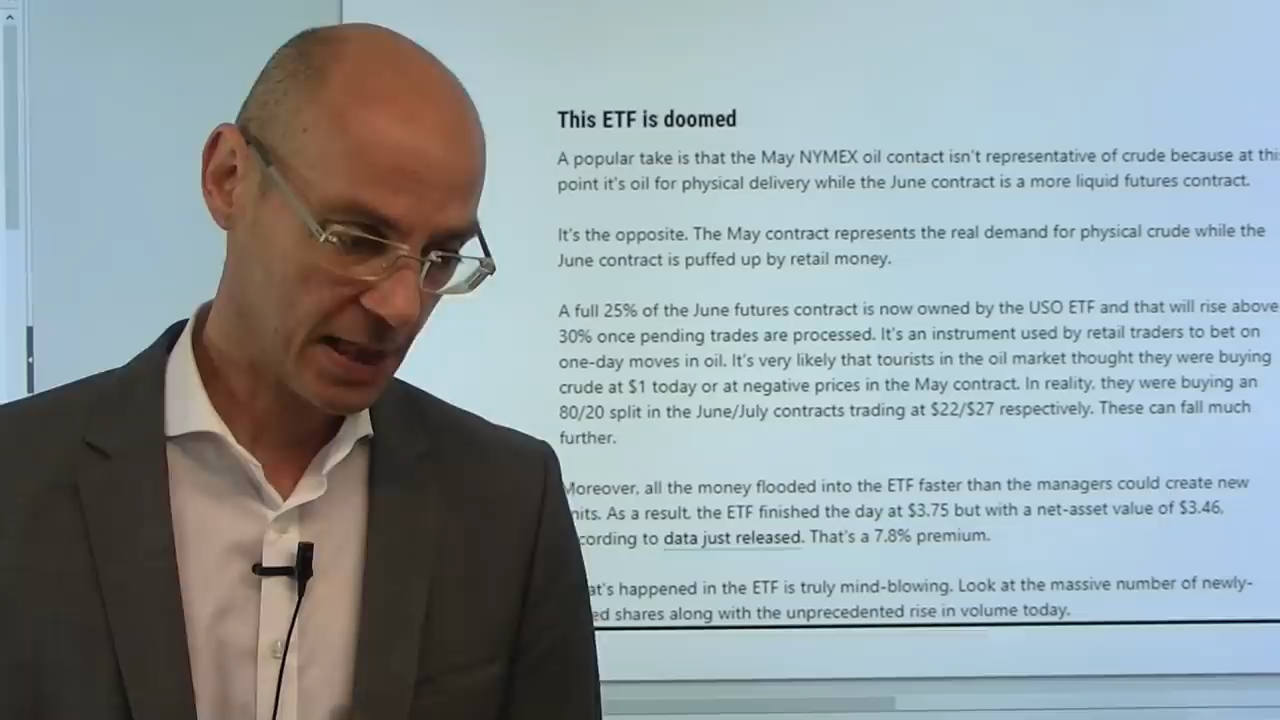 This ETF is doomed
A popular take is that the May NYMEX oil contact isn't representative of crude because at this
point it's oil for physical delivery while the June contract is a more liquid futures contract.
It's the opposite. The May contract represents the real demand for physical crude while the
June contract is puffed up by retail money.
A full 25% of the June futures contract is now owned by the USO ETF and that will rise above
30% once pending trades are processed. It's an instrument used by retail traders to bet on
one-day moves in oil. It's very likely that tourists in the oil market thought they were buying
crude at $1 today or at negative prices in the May contract. In reality, they were buying an
80/20 split in the June/July contracts trading at $22/$27 respectively. These can fall much
further.
Moreover, all the money flooded into the ETF faster than the managers could create new
nits. As a result, the ETF finished the day at $3.75 but with a net-asset value of $3.46,
cording to data just released. That's a 7.8% premium.
at's happened in the ETF is truly mind-blowing. Look at the massive number of newly-
ed shares along with the unprecedented rise in volume today.